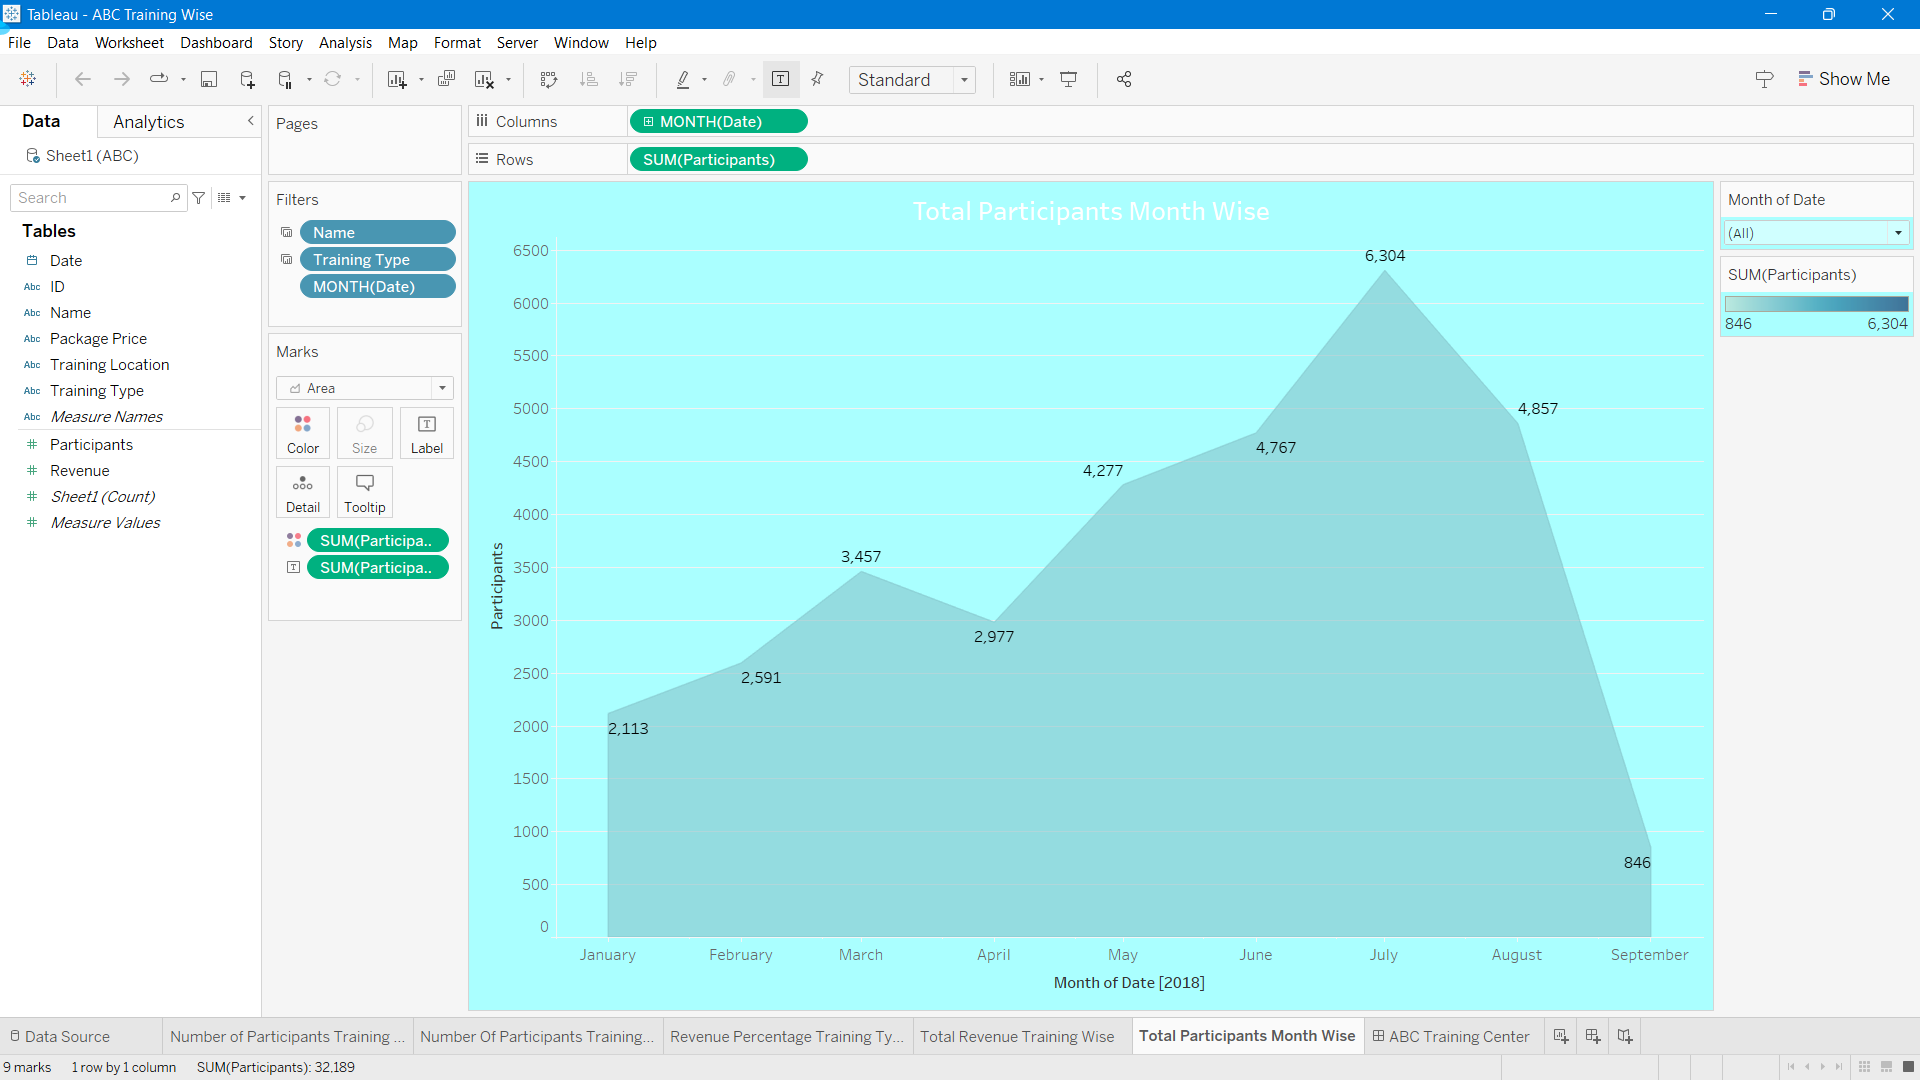 Tableau - ABC Training Wise
File Data Worksheet Dashboard Story Analysis Map Format Server Window Help
Standard
Show Me
Data
Analytics
Sheet1 (ABC)
Search
Tables
Date
Abc ID
Abc Name
Abc Package Price
Abc Training Location
Abc Training Type
Abc Measure Names
# Participants
# Revenue
# Sheet1 (Count)
# Measure Values
Pages
Filters
Name
Training Type
MONTH(Date)
Marks
Area
Color
Size
Label
Detail
Tooltip
SUM(Participa..
SUM(Participa..
Columns
MONTH(Date)
Rows
SUM(Participants)
Total Participants Month Wise
6500
6000
5500
5000
4500
4000
3500
3000
2500
2000
1500
1000
500
0
Participants
2,113
2,591
3,457
2,977
4,277
4,767
6,304
4,857
846
January February March April May June July August September
Month of Date [2018]
Month of Date
(All)
SUM(Participants)
846 6,304
Data Source
Number of Participants Training ...
Number Of Participants Training...
Revenue Percentage Training Ty...
Total Revenue Training Wise
Total Participants Month Wise
ABC Training Center
9 marks 1 row by 1 column SUM(Participants): 32,189